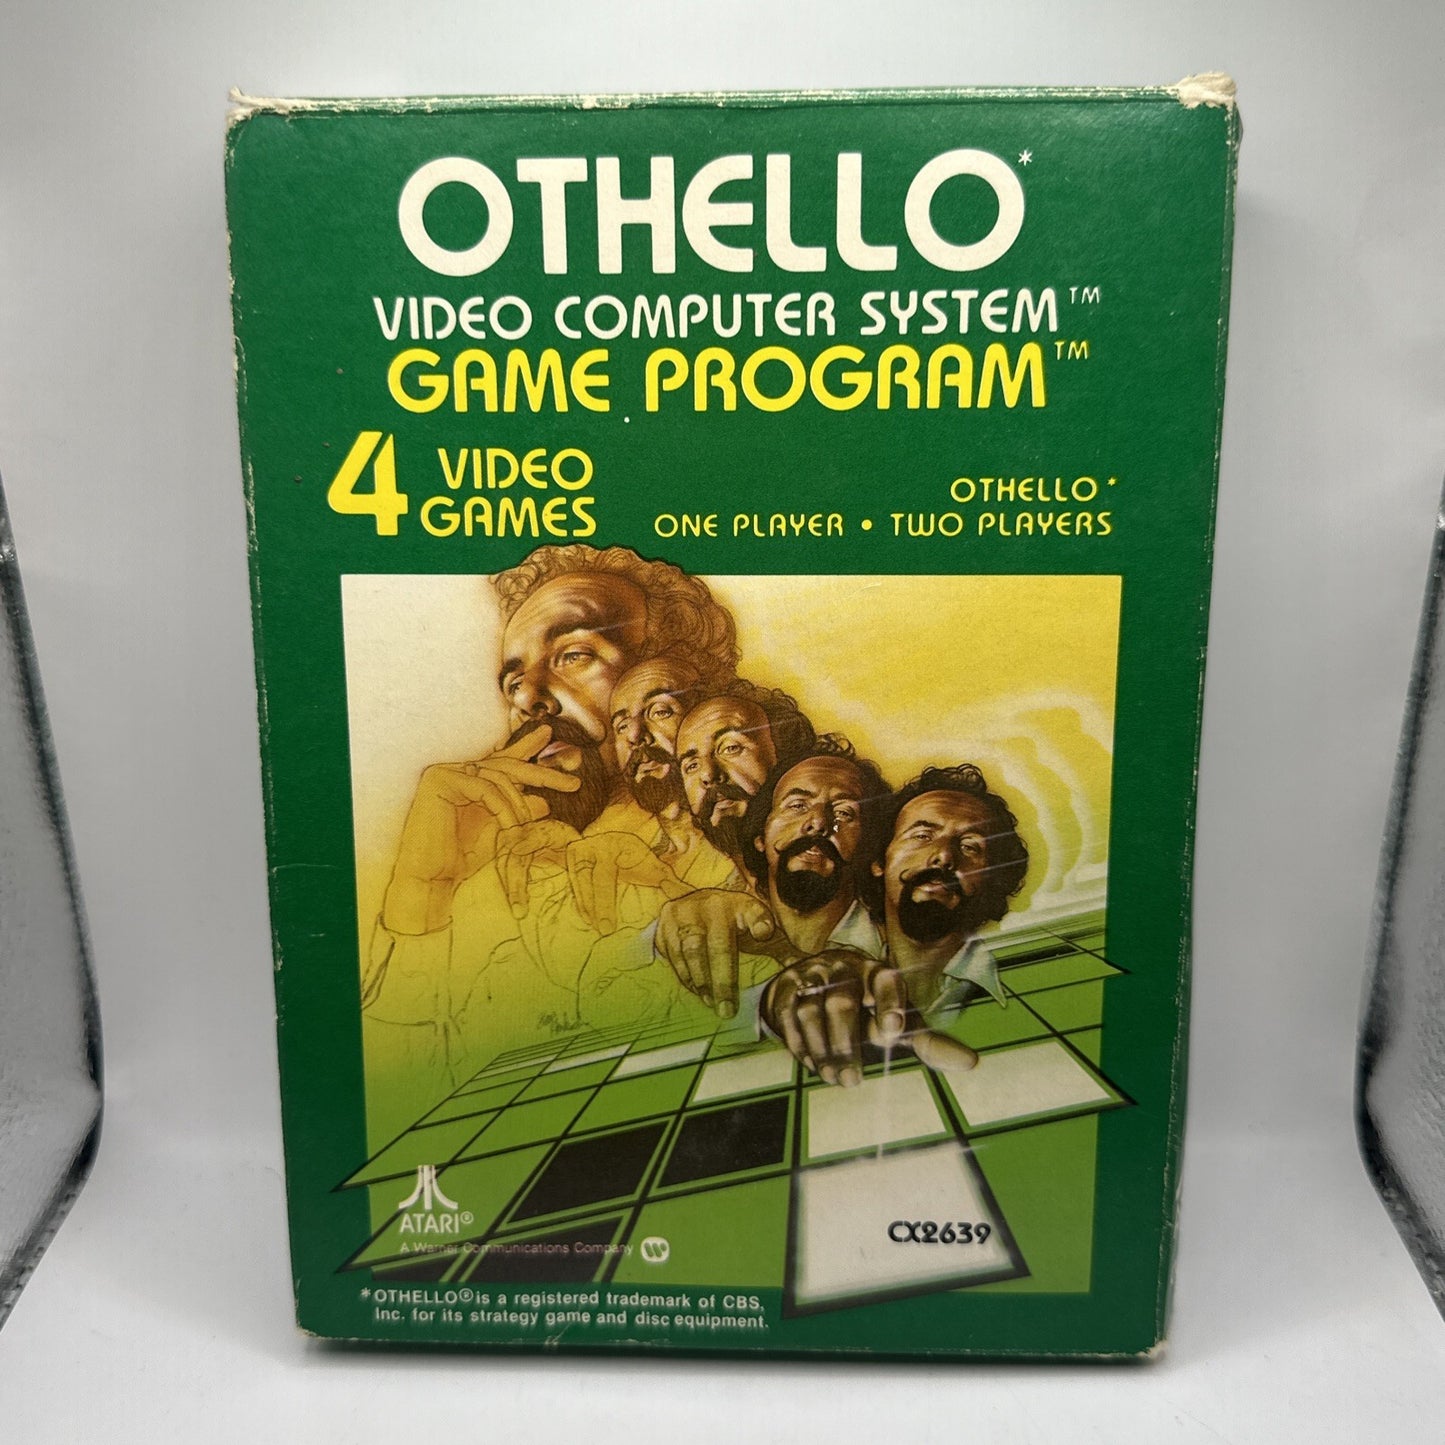 OTHELLO*
VIDEO COMPUTER SYSTEM™
GAME PROGRAM™
4 VIDEO GAMES
OTHELLO*
ONE PLAYER • TWO PLAYERS
ATARI®
A Warner Communications Company
CX2639
*OTHELLO® is a registered trademark of CBS,
Inc. for its strategy game and disc equipment.